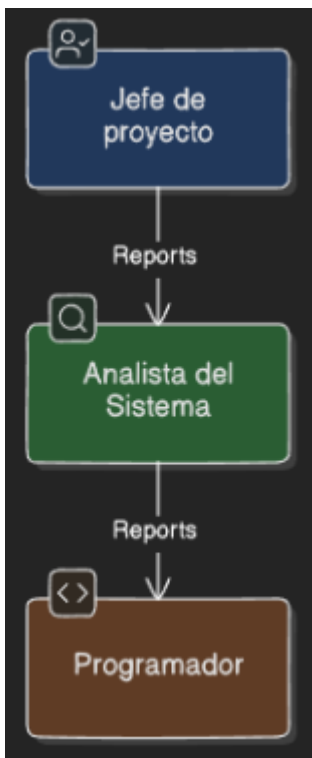 Jefe de
proyecto
Reports
Analista del
Sistema
Reports
Programador